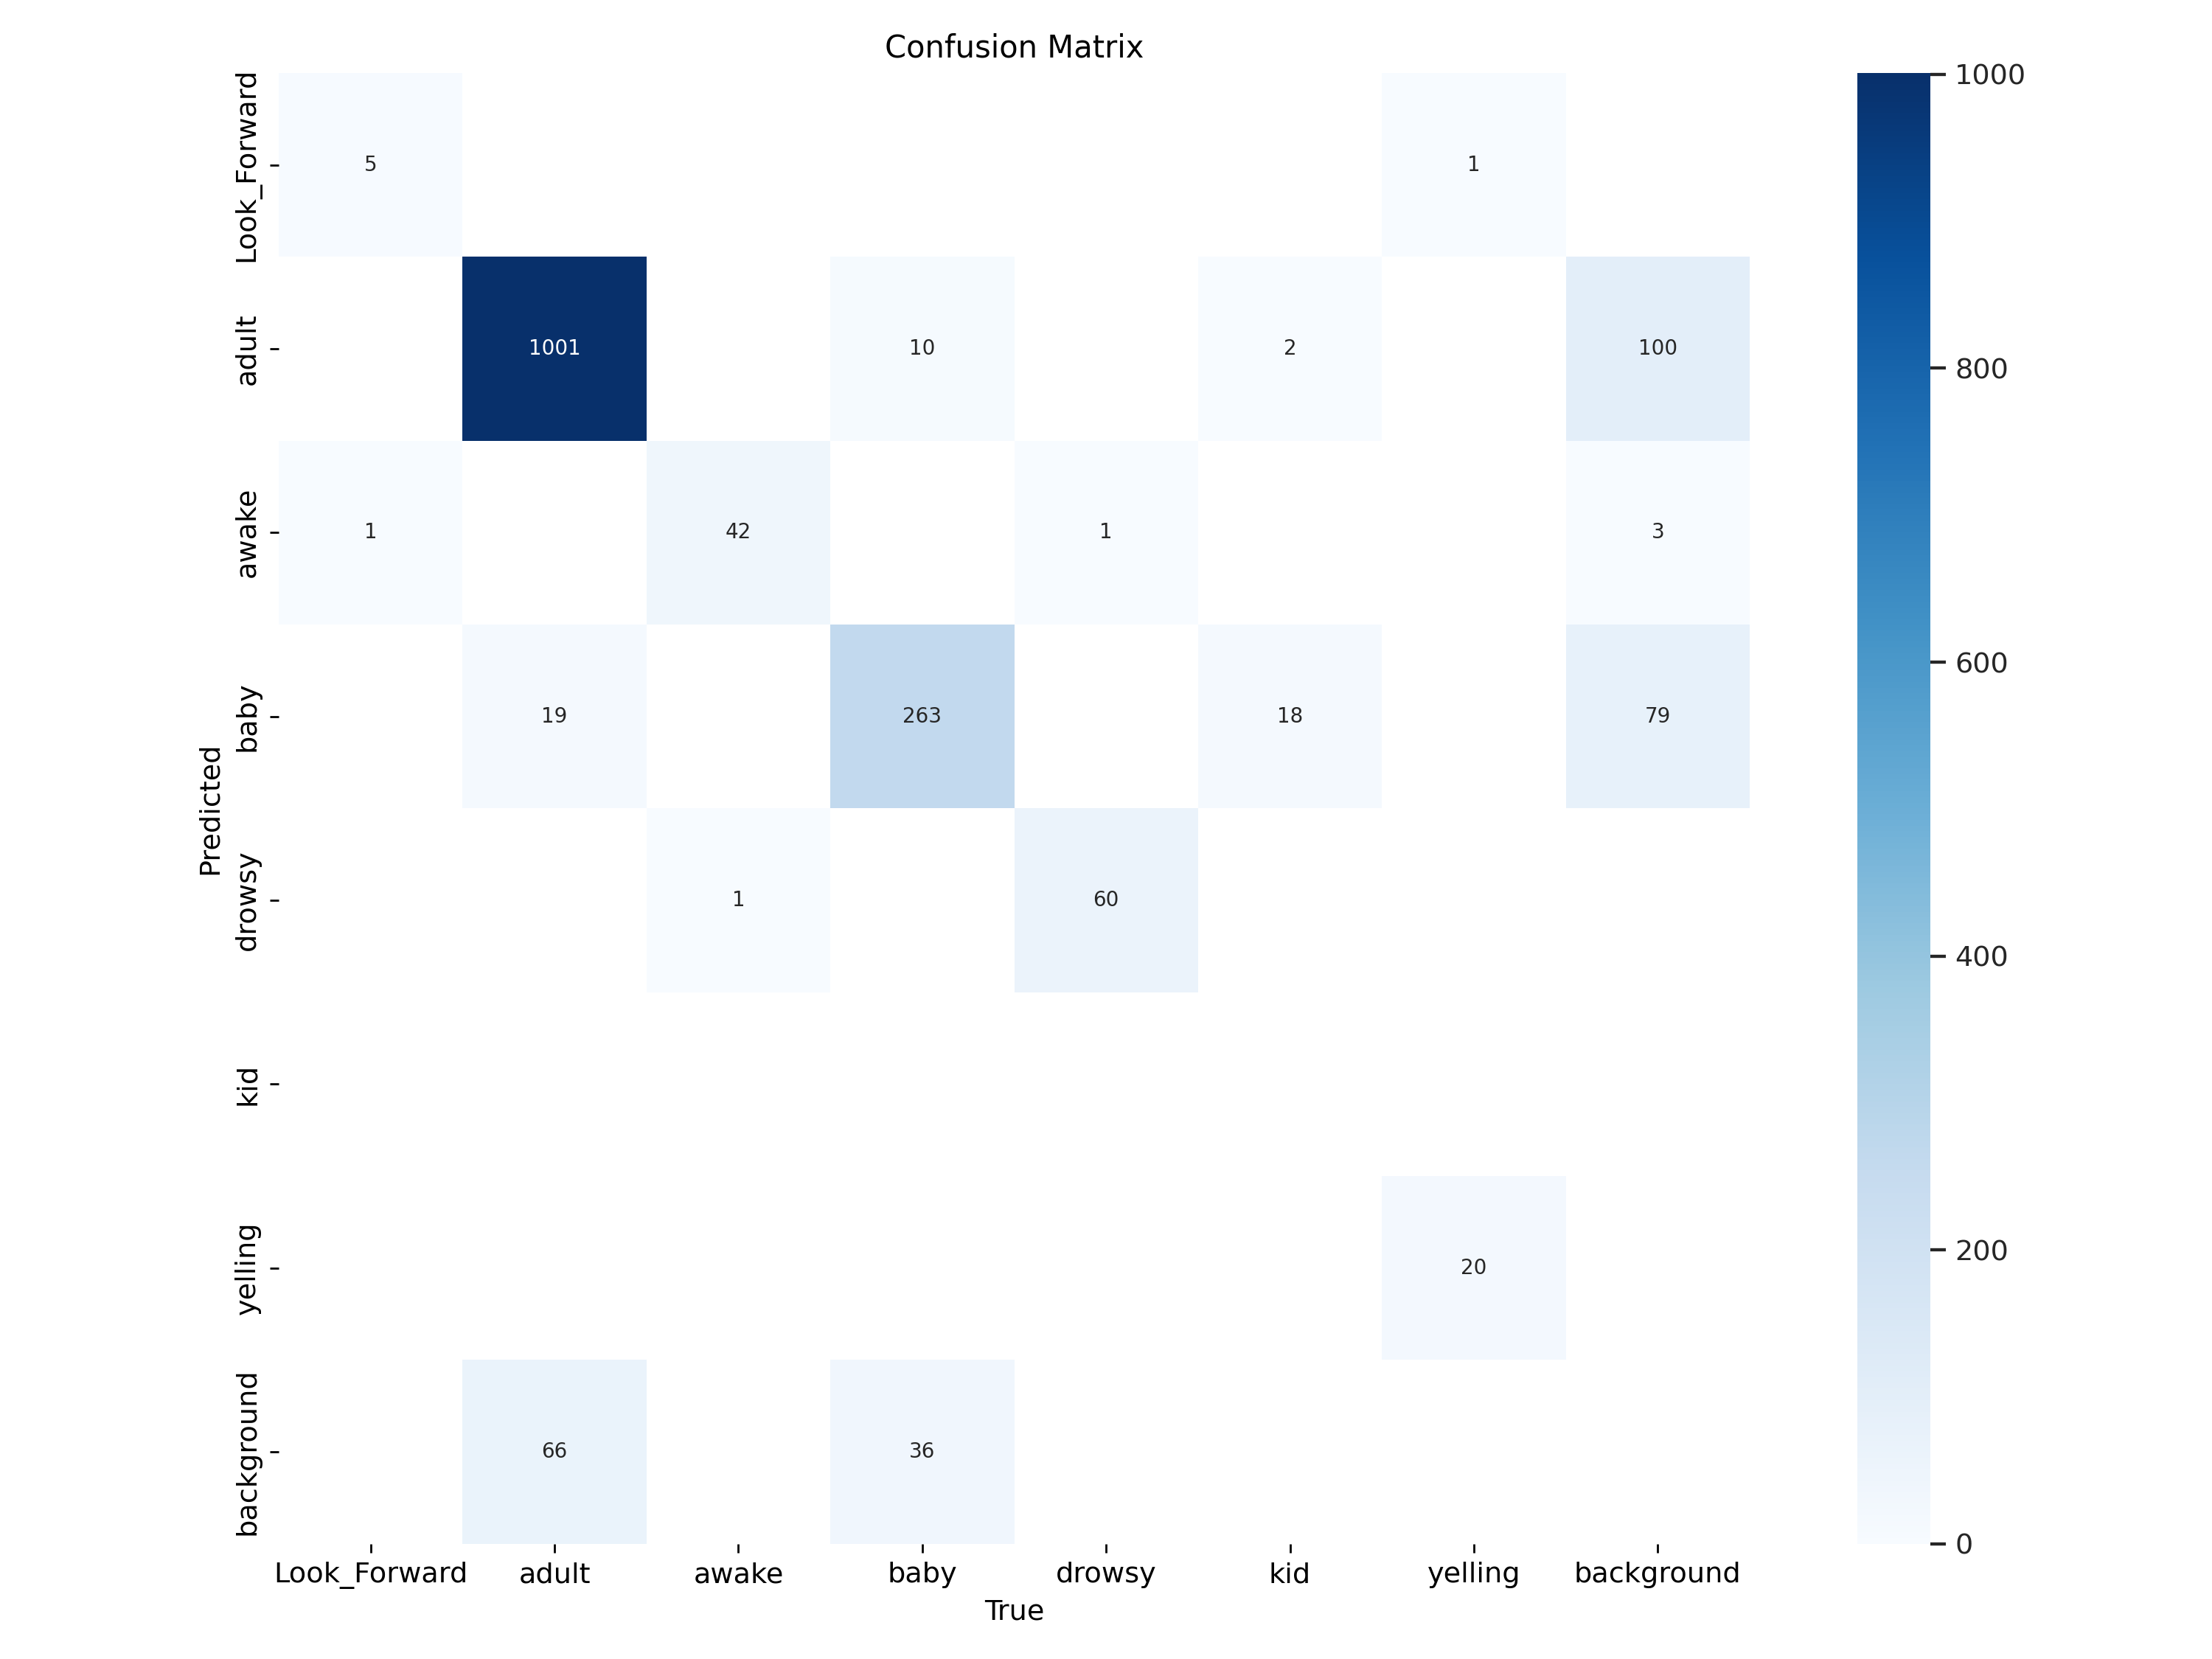 Confusion Matrix
Look_Forward
5
1
1000
adult
1001
10
2
100
800
awake
1
42
1
3
600
baby
19
263
18
79
Predicted
drowsy
1
60
400
kid
yelling
20
200
background
66
36
0
Look_Forward adult awake baby drowsy kid yelling background
True